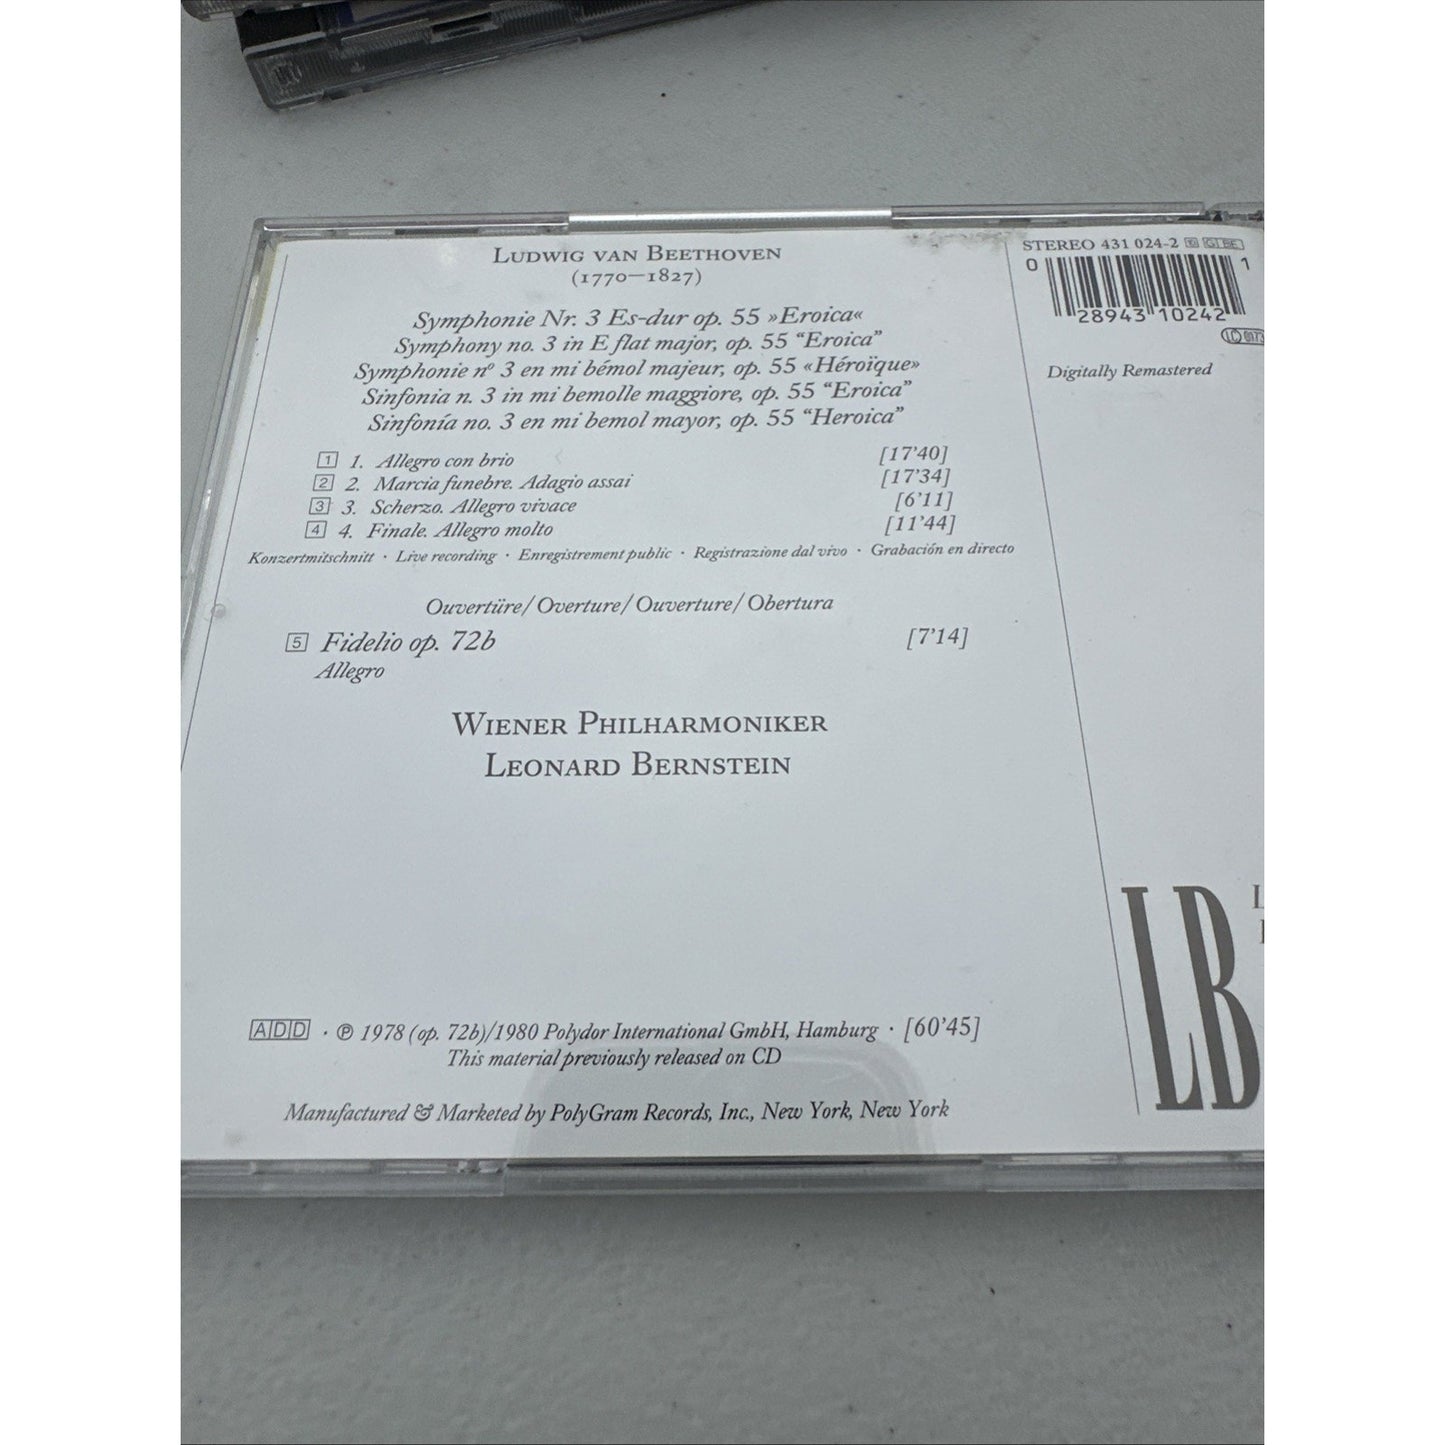 LUDWIG VAN BEETHOVEN
(1770—1827)
Symphonie Nr. 3 Es-dur op. 55 »Eroica«
Symphony no. 3 in E flat major, op. 55 “Eroica”
Symphonie nº 3 en mi bémol majeur, op. 55 «Héroïque»
Sinfonia n. 3 in mi bemolle maggiore, op. 55 “Eroica”
Sinfonía no. 3 en mi bemol mayor, op. 55 “Heroica”
1 1. Allegro con brio [17’40]
2 2. Marcia funebre. Adagio assai [17’34]
3 3. Scherzo. Allegro vivace [6’11]
4 4. Finale. Allegro molto [11’44]
Konzertmitschnitt · Live recording · Enregistrement public · Registrazione dal vivo · Grabación en directo
Ouvertüre/Overture/Ouverture/Obertura
5 Fidelio op. 72b [7’14]
Allegro
WIENER PHILHARMONIKER
LEONARD BERNSTEIN
ADD · ℗ 1978 (op. 72b)/1980 Polydor International GmbH, Hamburg · [60’45]
This material previously released on CD
Manufactured & Marketed by PolyGram Records, Inc., New York, New York
STEREO 431 024-2 GBE
0 28943 10242 1
Digitally Remastered
LB